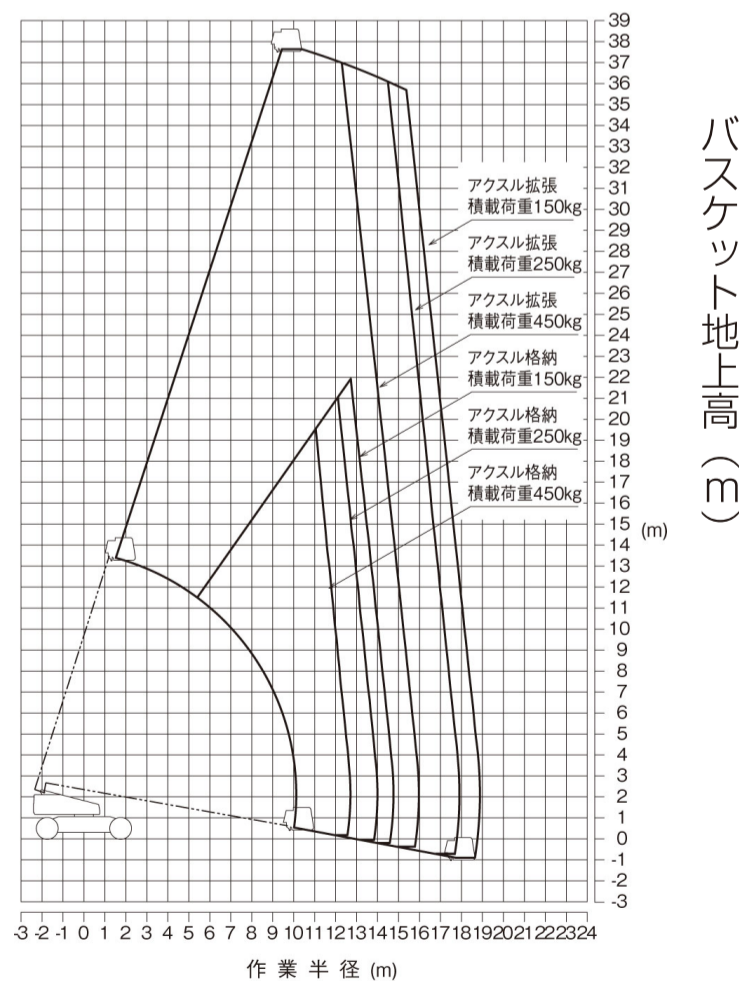 39
38
37
36
35
34
33
32
31
30
29
28
27
26
25
24
23
22
21
20
19
18
17
16
15
14
13
12
11
10
9
8
7
6
5
4
3
2
1
0
-1
-2
-3
(m)
バスケット地上高（m）
アクスル拡張
積載荷重150kg
アクスル拡張
積載荷重250kg
アクスル拡張
積載荷重450kg
アクスル格納
積載荷重150kg
アクスル格納
積載荷重250kg
アクスル格納
積載荷重450kg
-3 -2 -1 0 1 2 3 4 5 6 7 8 9 10 11 12 13 14 15 16 17 18 19 20 21 22 23 24
作業半径 (m)